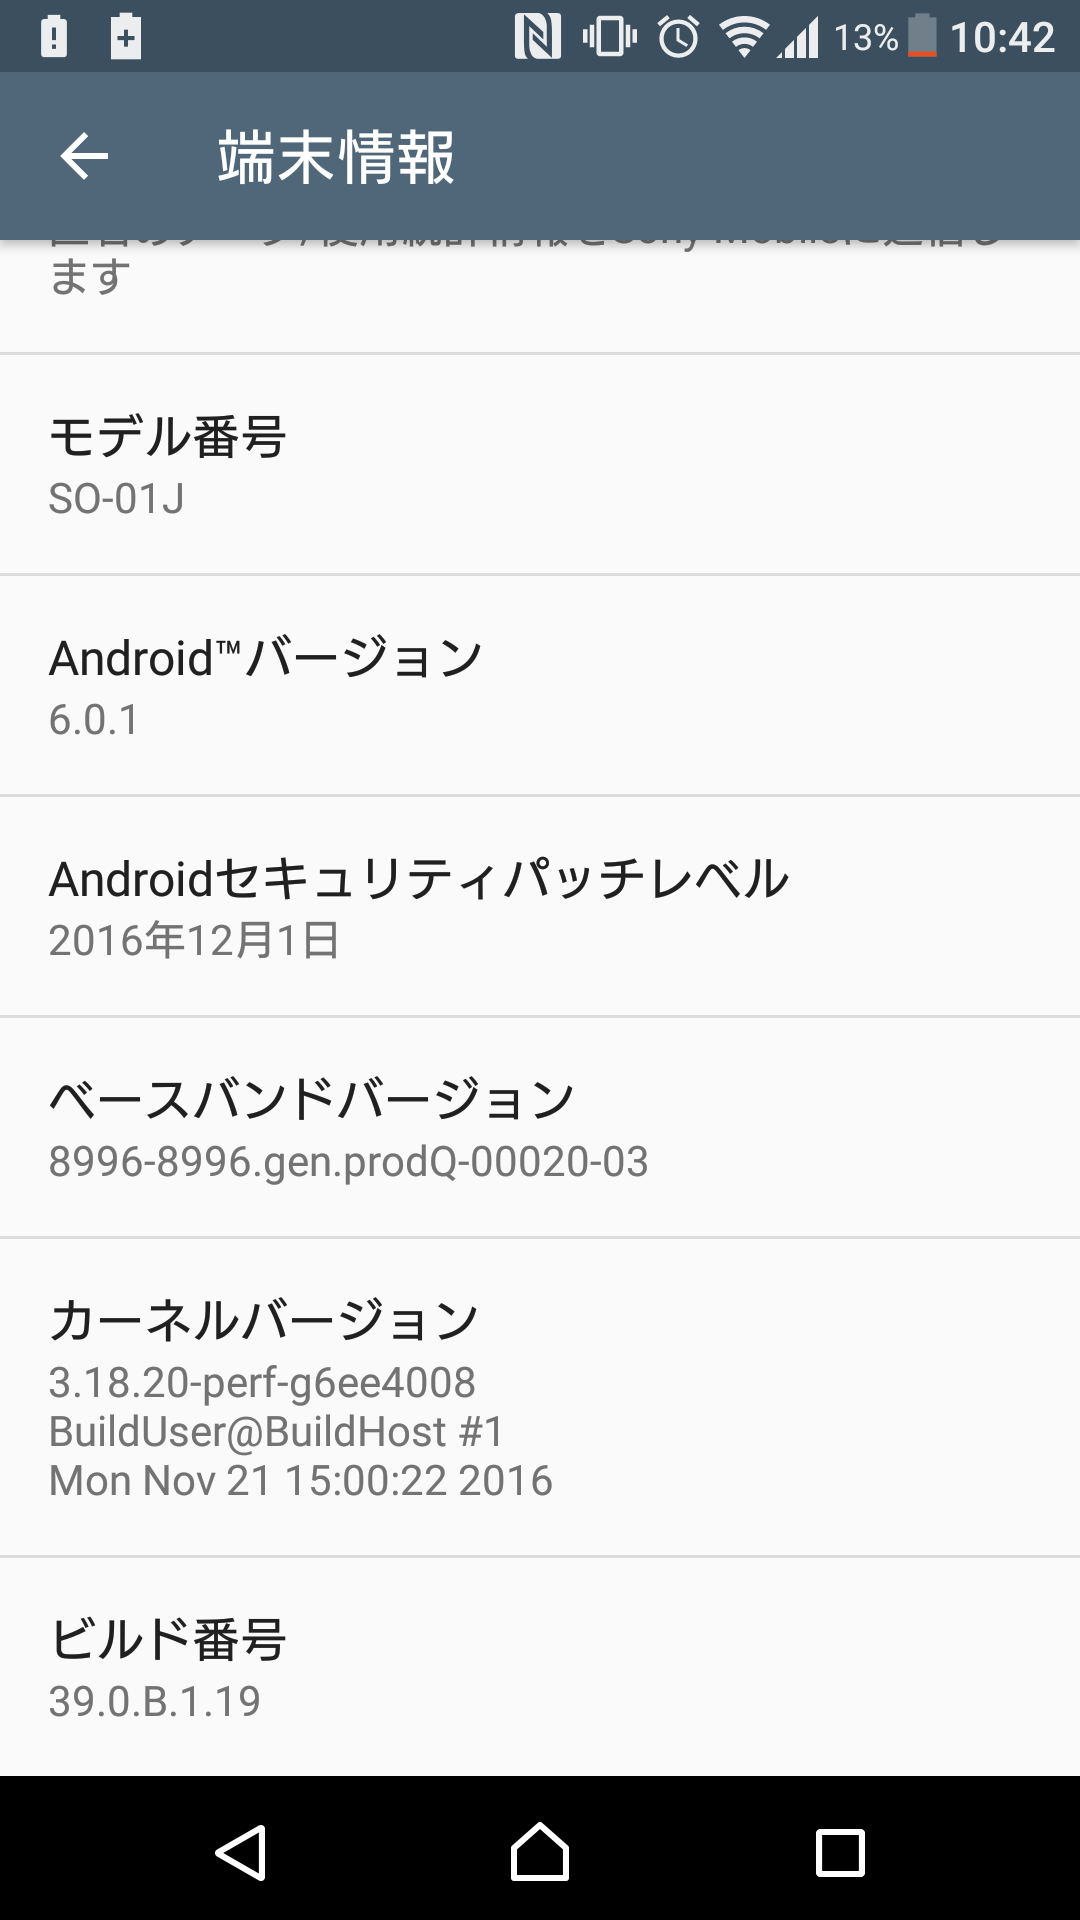 13% 10:42
端末情報
ます
モデル番号
SO-01J
Android™バージョン
6.0.1
Androidセキュリティパッチレベル
2016年12月1日
ベースバンドバージョン
8996-8996.gen.prodQ-00020-03
カーネルバージョン
3.18.20-perf-g6ee4008
BuildUser@BuildHost #1
Mon Nov 21 15:00:22 2016
ビルド番号
39.0.B.1.19